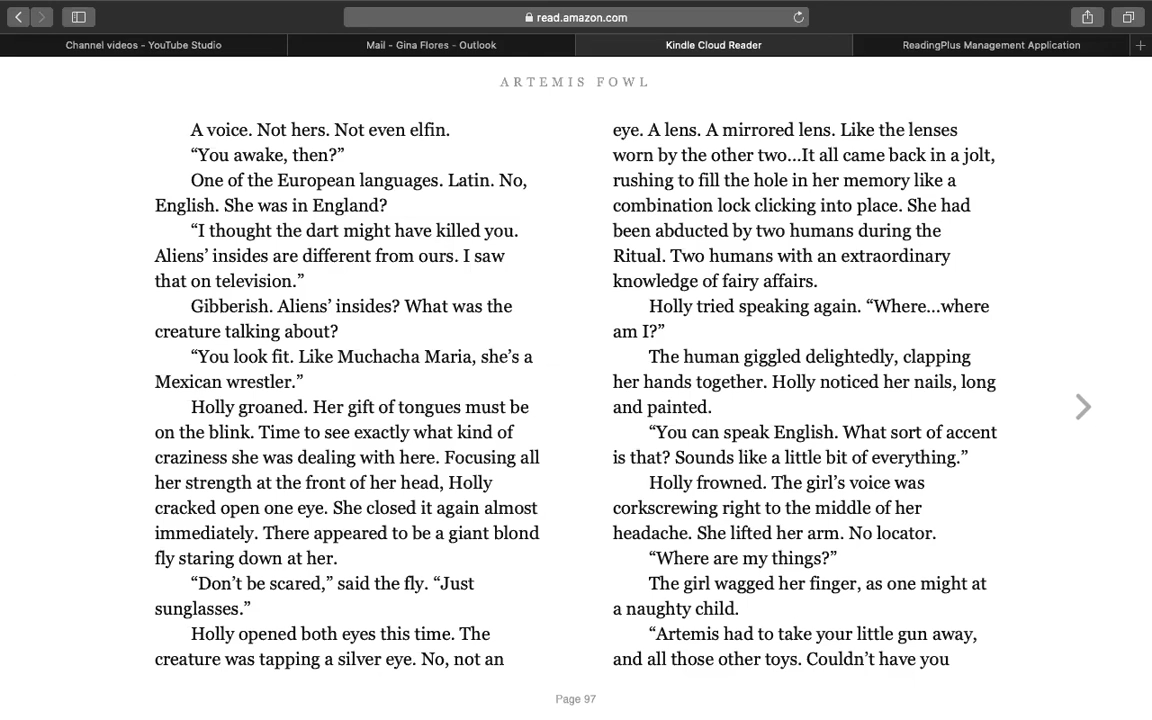 read.amazon.com
Channel videos - YouTube Studio
Mail - Gina Flores - Outlook
Kindle Cloud Reader
ReadingPlus Management Application
ARTEMIS FOWL
A voice. Not hers. Not even elfin.
“You awake, then?”
One of the European languages. Latin. No,
English. She was in England?
“I thought the dart might have killed you.
Aliens’ insides are different from ours. I saw
that on television.”
Gibberish. Aliens’ insides? What was the
creature talking about?
“You look fit. Like Muchacha Maria, she’s a
Mexican wrestler.”
Holly groaned. Her gift of tongues must be
on the blink. Time to see exactly what kind of
craziness she was dealing with here. Focusing all
her strength at the front of her head, Holly
cracked open one eye. She closed it again almost
immediately. There appeared to be a giant blond
fly staring down at her.
“Don’t be scared,” said the fly. “Just
sunglasses.”
Holly opened both eyes this time. The
creature was tapping a silver eye. No, not an
eye. A lens. A mirrored lens. Like the lenses
worn by the other two...It all came back in a jolt,
rushing to fill the hole in her memory like a
combination lock clicking into place. She had
been abducted by two humans during the
Ritual. Two humans with an extraordinary
knowledge of fairy affairs.
Holly tried speaking again. “Where...where
am I?”
The human giggled delightedly, clapping
her hands together. Holly noticed her nails, long
and painted.
“You can speak English. What sort of accent
is that? Sounds like a little bit of everything.”
Holly frowned. The girl’s voice was
corkscrewing right to the middle of her
headache. She lifted her arm. No locator.
“Where are my things?”
The girl wagged her finger, as one might at
a naughty child.
“Artemis had to take your little gun away,
and all those other toys. Couldn’t have you
Page 97